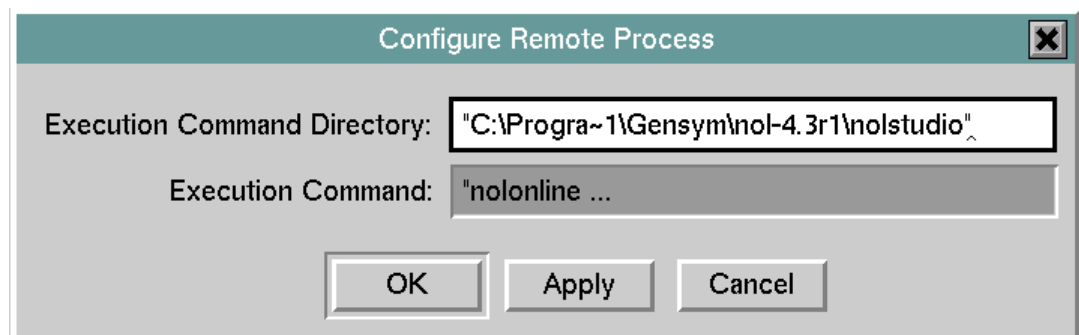 Configure Remote Process
Execution Command Directory: "C:\Progra~1\Gensym\nol-4.3r1\nolstudio"
Execution Command: "nolonline ...
OK Apply Cancel